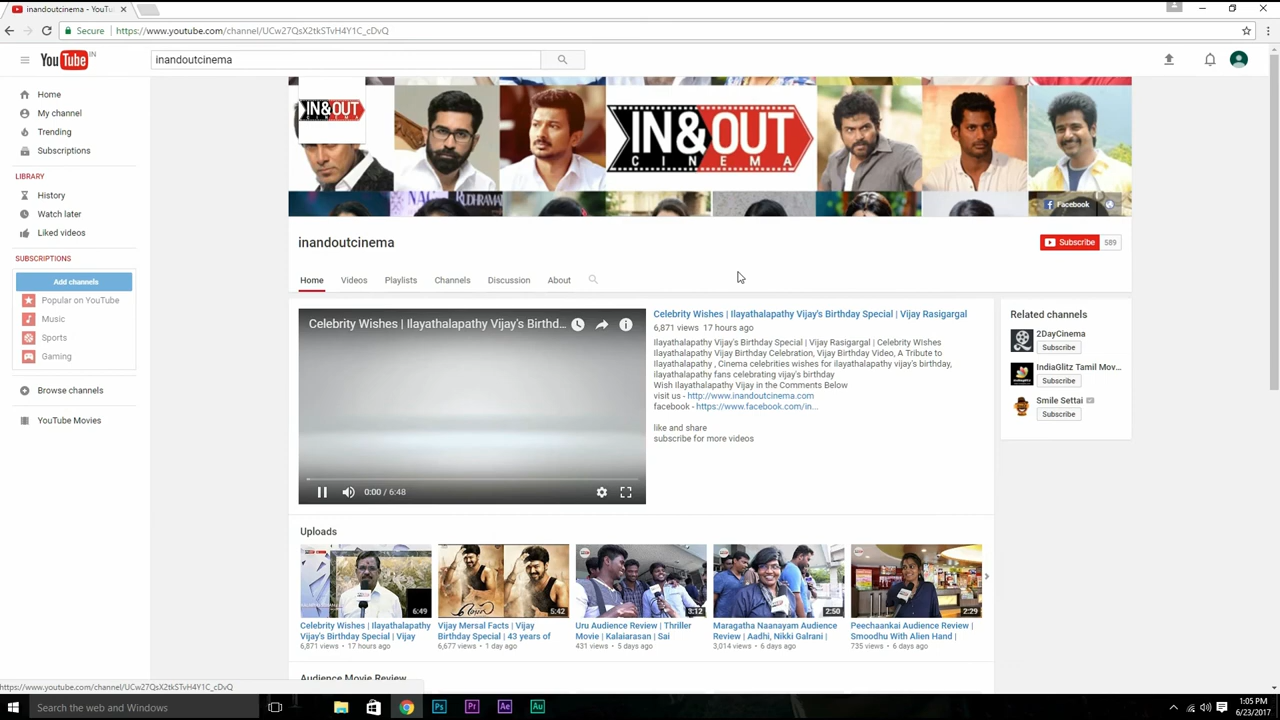 inandoutcinema - YouT
Secure
https://www.youtube.com/channel/UCw27QsX2tkSTvH4Y1C_cDvQ
YouTube IN
inandoutcinema
Home
My channel
Trending
Subscriptions
LIBRARY
History
Watch later
Liked videos
SUBSCRIPTIONS
Add channels
Popular on YouTube
Music
Sports
Gaming
Browse channels
YouTube Movies
IN&OUT
CINEMA
IN&OUT
CINEMA
Facebook
inandoutcinema
Subscribe 589
Home Videos Playlists Channels Discussion About
Celebrity Wishes | Ilayathalapathy Vijay's Birthd...
0:00 / 6:48
Celebrity Wishes | Ilayathalapathy Vijay's Birthday Special | Vijay Rasigargal
6,871 views 17 hours ago
Ilayathalapathy Vijay's Birthday Special | Vijay Rasigargal | Celebrity WIshes
Ilayathalapathy Vijay Birthday Celebration, Vijay Birthday Video, A Tribute to
Ilayathalapathy , Cinema celebrities wishes for ilayathalapathy vijay's birthday,
ilayathalapathy fans celebrating vijay's birthday
Wish Ilayathalapathy Vijay in the Comments Below
visit us - http://www.inandoutcinema.com
facebook - https://www.facebook.com/in...
like and share
subscribe for more videos
Related channels
2DayCinema
Subscribe
IndiaGlitz Tamil Mov...
Subscribe
Smile Settai
Subscribe
Uploads
6:49
Celebrity Wishes | Ilayathalapathy
Vijay's Birthday Special | Vijay
6,871 views • 17 hours ago
5:42
Vijay Mersal Facts | Vijay
Birthday Special | 43 years of
6,677 views • 1 day ago
3:12
Uru Audience Review | Thriller
Movie | Kalaiarasan | Sai
431 views • 5 days ago
2:50
Maragatha Naanayam Audience
Review | Aadhi, Nikki Galrani |
3,014 views • 6 days ago
2:29
Peechaankai Audience Review |
Smoodhu With Alien Hand |
735 views • 6 days ago
Audience Movie Review
https://www.youtube.com/channel/UCw27QsX2tkSTvH4Y1C_cDvQ
Search the web and Windows
Ps
Pr
Ae
Au
1:05 PM
6/23/2017